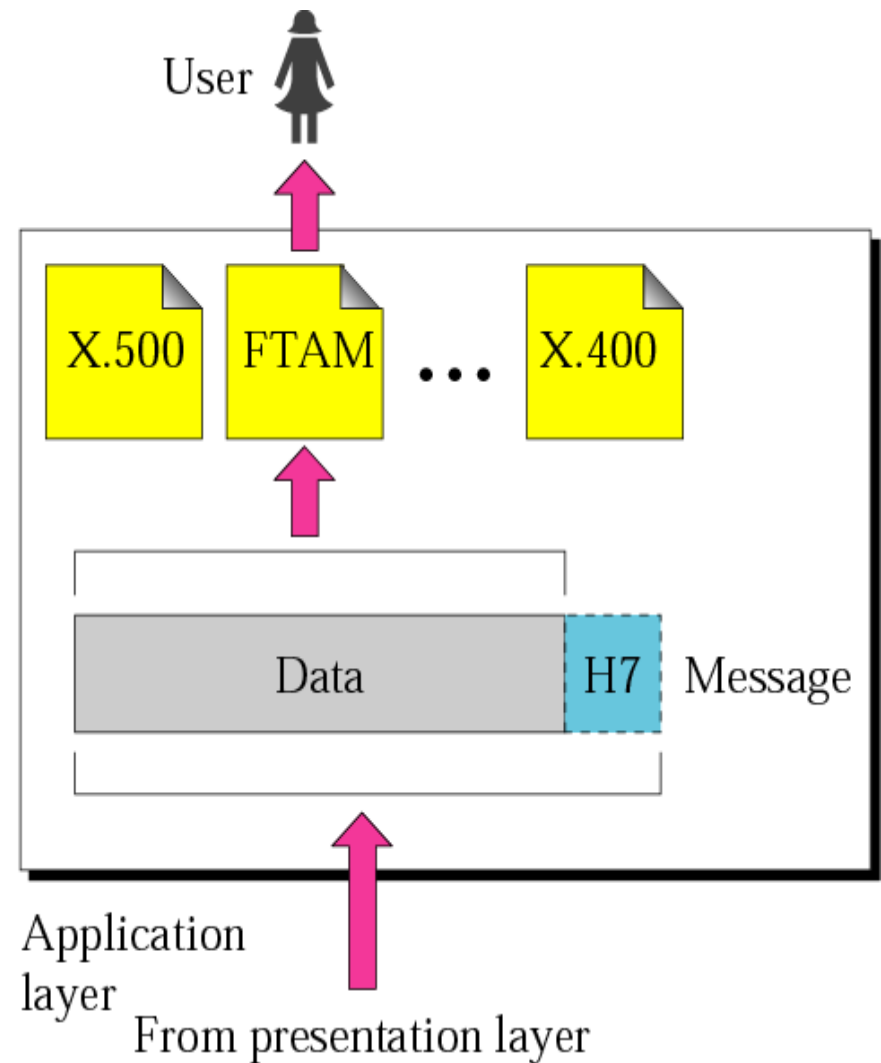 User
X.500
FTAM
...
X.400
Data
H7
Message
Application
layer
From presentation layer